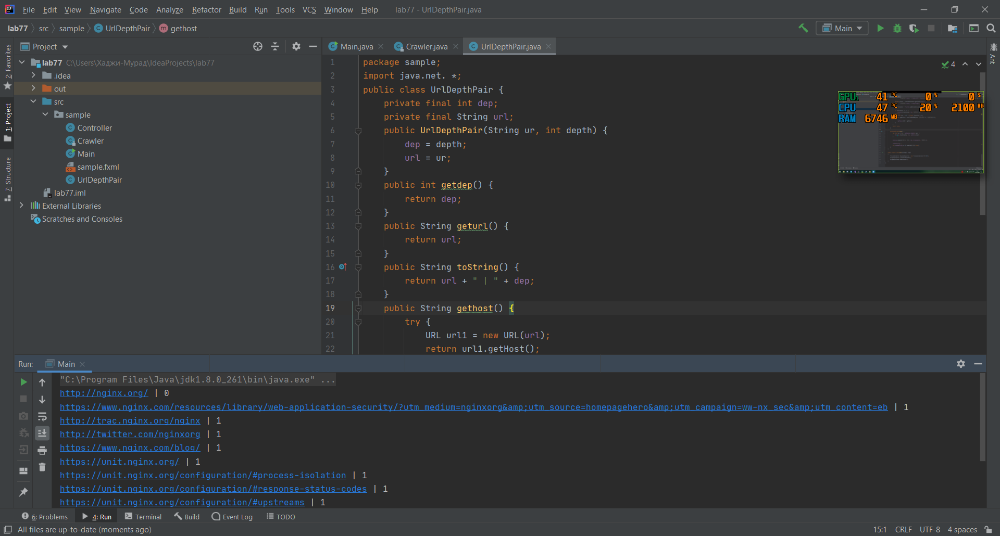 File Edit View Navigate Code Analyze Refactor Build Run Tools VCS Window Help lab77 - UrlDepthPair.java
lab77 src sample UrlDepthPair gethost Main
Project
Main.java Crawler.java UrlDepthPair.java
2: Favorites
1: Project
7: Structure
Ant
lab77 C:\Users\Хаджи-Мурад\IdeaProjects\lab77
.idea
out
src
sample
Controller
Crawler
Main
sample.fxml
UrlDepthPair
lab77.iml
External Libraries
Scratches and Consoles
4
1 package sample;
2 import java.net. *;
3 public class UrlDepthPair {
4 private final int dep;
5 private final String url;
6 public UrlDepthPair(String ur, int depth) {
7 dep = depth;
8 url = ur;
9 }
10 public int getdep() {
11 return dep;
12 }
13 public String geturl() {
14 return url;
15 }
16 public String toString() {
17 return url + " | " + dep;
18 }
19 public String gethost() {
20 try {
21 URL url1 = new URL(url);
22 return url1.getHost();
GPU1 41 °C 0 % 0 %
CPU 47 °C 20 % 2100
RAM 6746 MB
Run: Main
"C:\Program Files\Java\jdk1.8.0_261\bin\java.exe" ...
http://nginx.org/ | 0
https://www.nginx.com/resources/library/web-application-security/?utm_medium=nginxorg&amp;utm_source=homepagehero&amp;utm_campaign=ww-nx_sec&amp;utm_content=eb | 1
http://trac.nginx.org/nginx | 1
http://twitter.com/nginxorg | 1
https://www.nginx.com/blog/ | 1
https://unit.nginx.org/ | 1
https://unit.nginx.org/configuration/#process-isolation | 1
https://unit.nginx.org/configuration/#response-status-codes | 1
https://unit.nginx.org/configuration/#upstreams | 1
6: Problems 4: Run Terminal Build Event Log TODO
All files are up-to-date (moments ago) 15:1 CRLF UTF-8 4 spaces